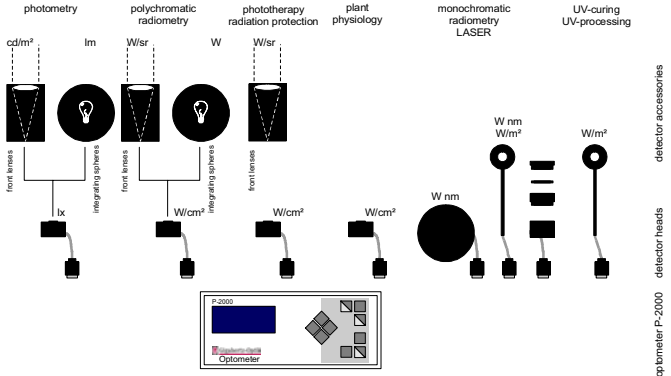 photometry
polychromatic
radiometry
phototherapy
radiation protection
plant
physiology
monochromatic
radiometry
LASER
UV-curing
UV-processing
cd/m²
lm
W/sr
W
W/sr
W nm
W/m²
W/m²
detector accessories
front lenses
integrating spheres
front lenses
integrating spheres
front lenses
W nm
lx
W/cm²
W/cm²
W/cm²
detector heads
P-2000
Optometer
optometer P-2000